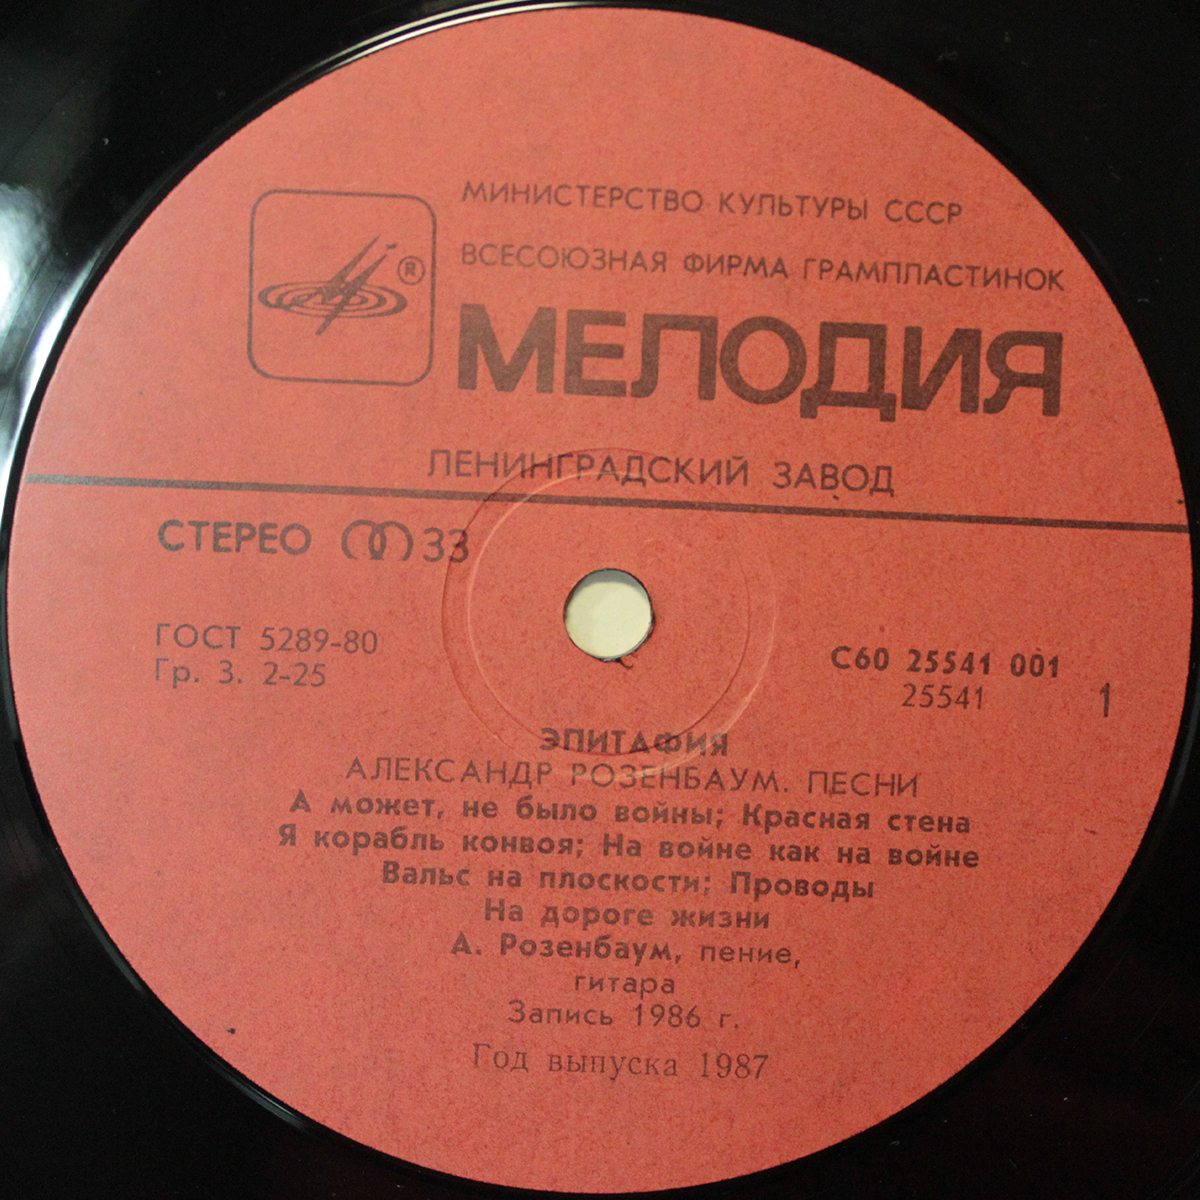 МИНИСТЕРСТВО КУЛЬТУРЫ СССР
ВСЕСОЮЗНАЯ ФИРМА ГРАМПЛАСТИНОК
®
МЕЛОДИЯ
ЛЕНИНГРАДСКИЙ ЗАВОД
СТЕРЕО 33
ГОСТ 5289-80
Гр. 3. 2-25
С60 25541 001
25541
1
ЭПИТАФИЯ
АЛЕКСАНДР РОЗЕНБАУМ. ПЕСНИ
А может, не было войны; Красная стена
Я корабль конвоя; На войне как на войне
Вальс на плоскости; Проводы
На дороге жизни
А. Розенбаум, пение,
гитара
Запись 1986 г.
Год выпуска 1987